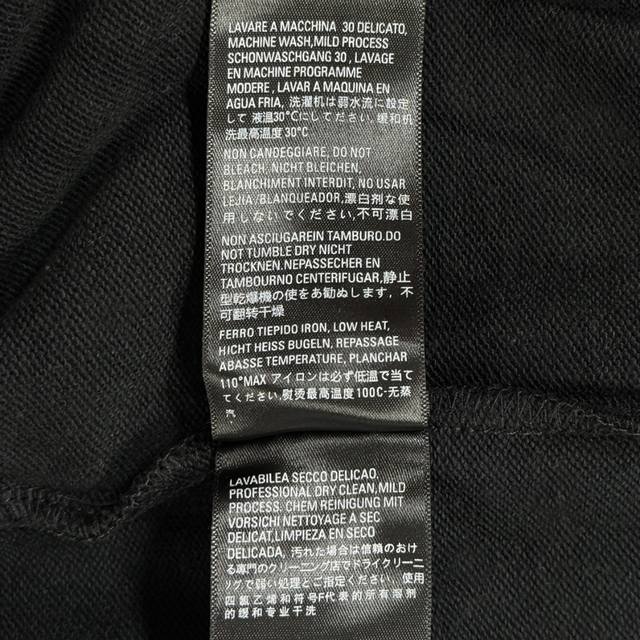 LAVARE A MACCHINA 30 DELICATO,
MACHINE WASH,MILD PROCESS
SCHONWASCHGANG 30 , LAVAGE
EN MACHINE PROGRAMME
MODERE , LAVAR A MAQUINA EN
AGUA FRIA, 洗濯机は弱水流に設定
して 液温30℃にしてください. 缓和机
洗最高温度 30℃
NON CANDEGGIARE, DO NOT
BLEACH. NICHT BLEICHEN,
BLANCHIMENT INTERDIT, NO USAR
LEJIA/BLANQUEADOR,漂白剤な使
用しないでください,不可漂白
NON ASCIUGAREIN TAMBURO.DO
NOT TUMBLE DRY NICHT
TROCKNEN.NEPASSECHER EN
TAMBOURNO CENTERIFUGAR,静止
型乾燥機の使をあ勧ぬします，不
可翻转干燥
FERRO TIEPIDO IRON, LOW HEAT,
HICHT HEISS BUGELN, REPASSAGE
ABASSE TEMPERATURE, PLANCHAR
110°MAX アイロンは必ず低温で当て
てください,熨烫最高温度100C-无蒸
汽
LAVABILEA SECCO DELICAO,
PROFESSIONAL DRY CLEAN,MILD
PROCESS. CHEM REINIGUNG MIT
VORSICHI NETTOYAGE A SEC
DELICAT,LIMPIEZA EN SECO
DELICADA, 汚れた場合は信頼のおけ
る専門のクリーニング店でドライクリーニ
ソグで弱い処理とご指定ください. 使用
四氯乙烯和符号F代表的所有溶剂
的缓和专业干洗